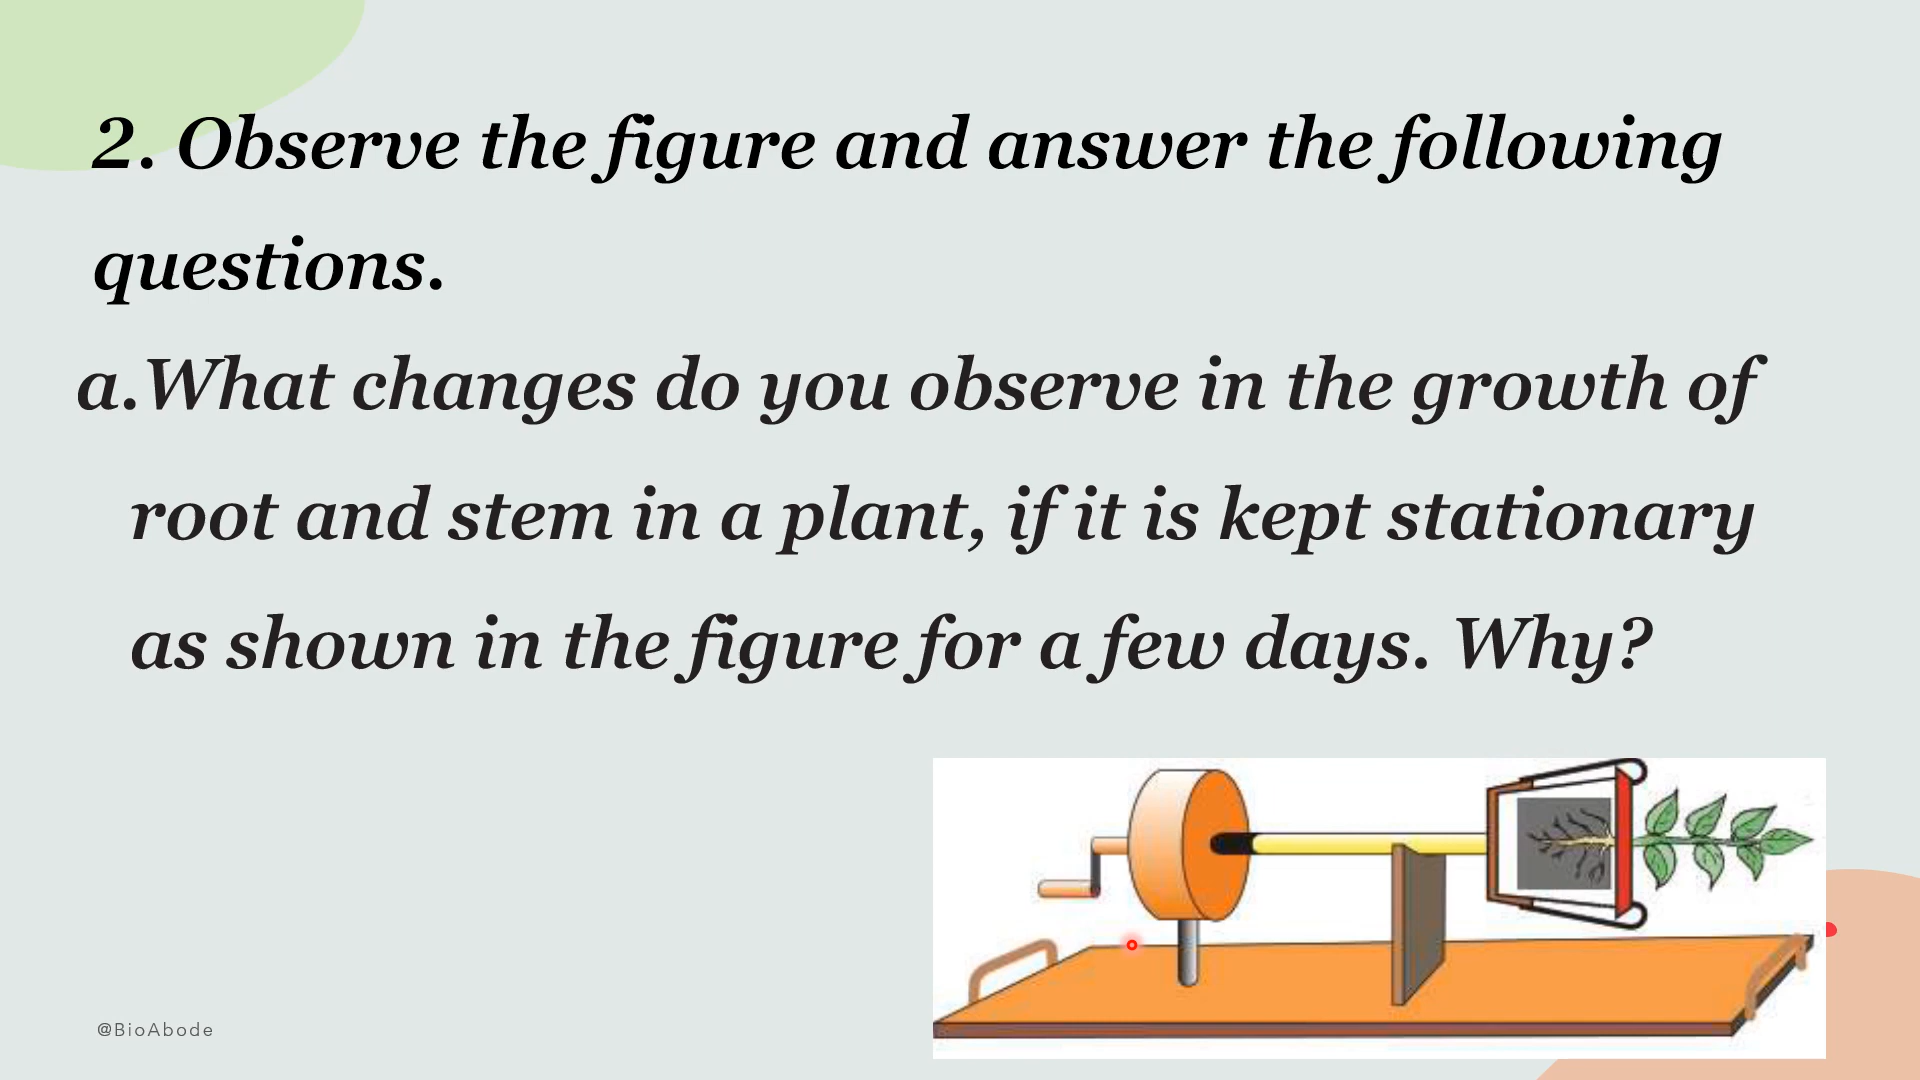 2. Observe the figure and answer the following
questions.
a.What changes do you observe in the growth of
root and stem in a plant, if it is kept stationary
as shown in the figure for a few days. Why?
@BioAbode